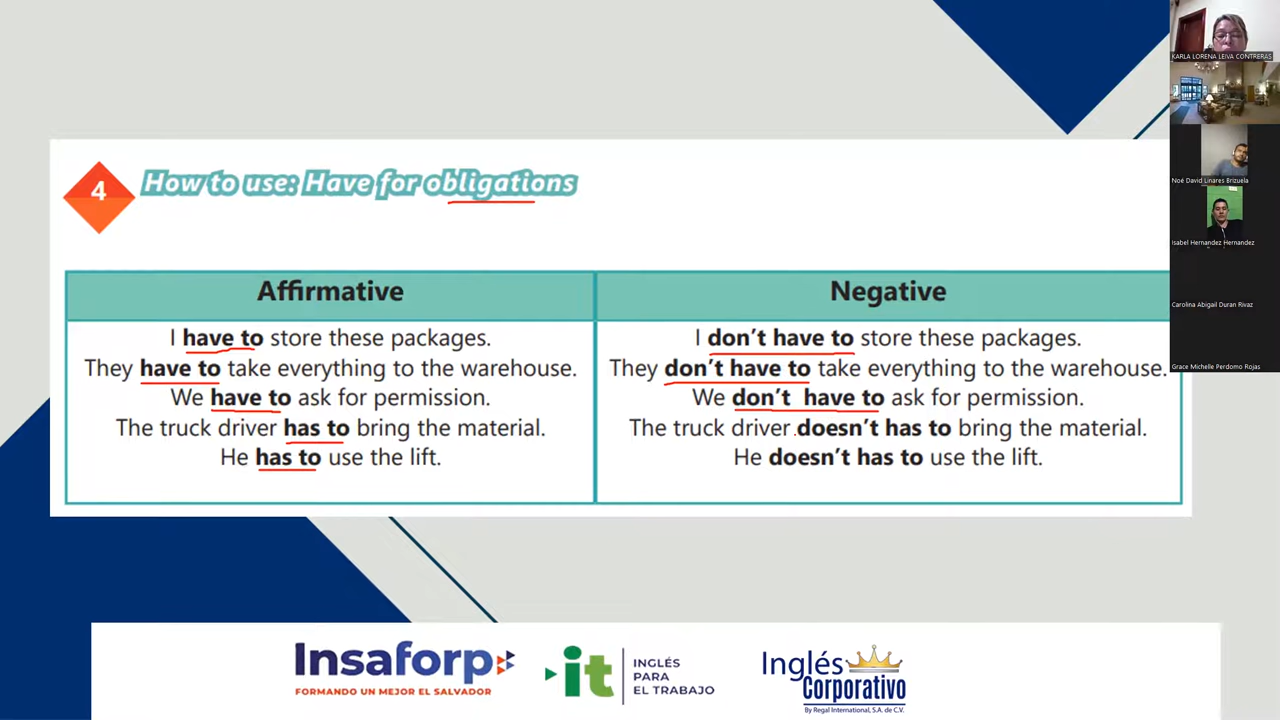 4
How to use: Have for obligations
Affirmative
Negative
I have to store these packages.
They have to take everything to the warehouse.
We have to ask for permission.
The truck driver has to bring the material.
He has to use the lift.
I don't have to store these packages.
They don't have to take everything to the warehouse.
We don't have to ask for permission.
The truck driver doesn't has to bring the material.
He doesn't has to use the lift.
KARLA LORENA LEIVA CONTRERAS
Noé David Linares Brizuela
Isabel Hernandez Hernandez
Carolina Abigail Duran Rivaz
Grace Michelle Perdomo Rojas
Insaforp
FORMANDO UN MEJOR EL SALVADOR
it
INGLÉS
PARA
EL TRABAJO
Inglés
Corporativo
By Regal International, S.A. de C.V.